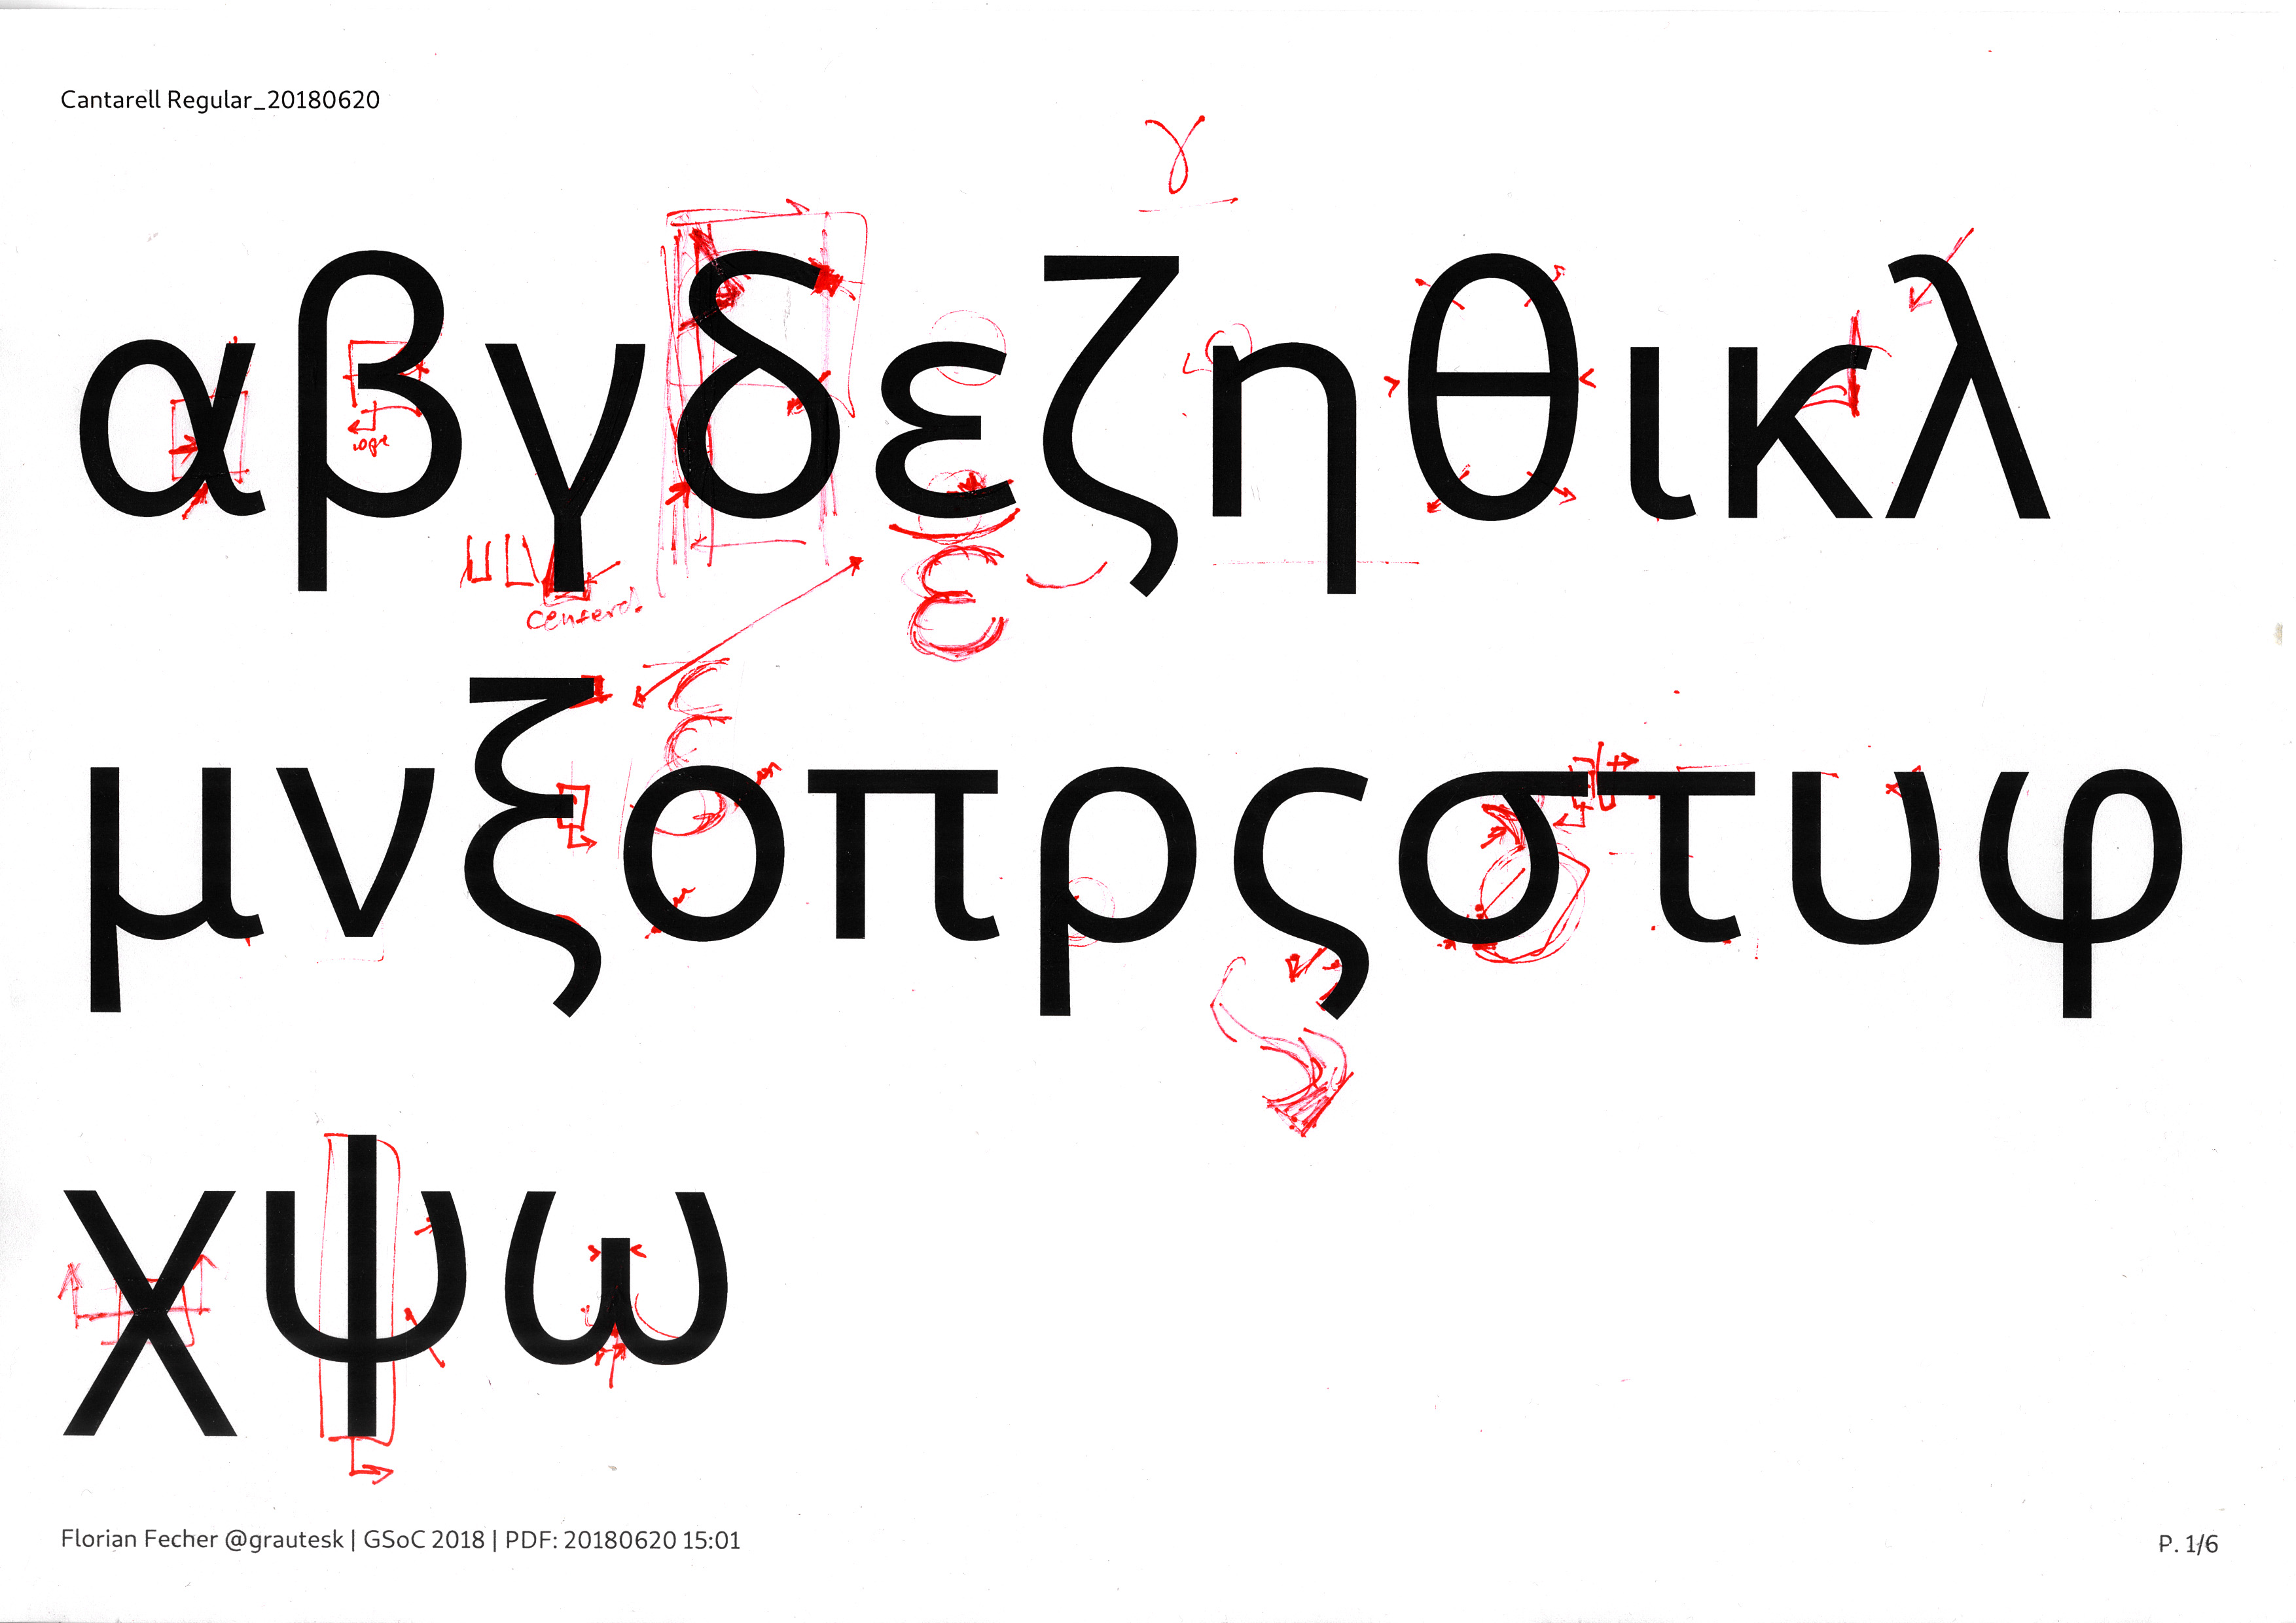 Cantarell Regular_20180620
γ
αβγδεζηθικλ
centered
μνξοπρςστυφ
χψω
Florian Fecher @grautesk | GSoC 2018 | PDF: 20180620 15:01
P. 1/6